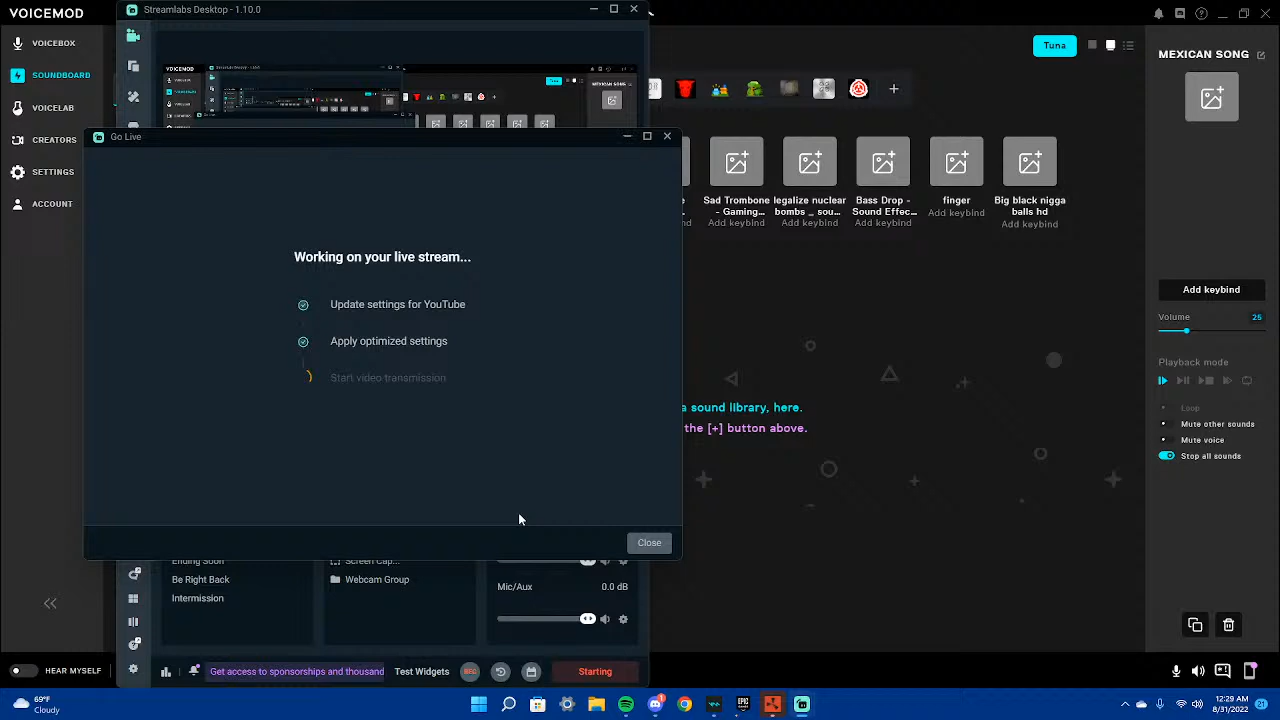 VOICEMOD
Streamlabs Desktop - 1.10.0
VOICEBOX
SOUNDBOARD
VOICELAB
CREATORS
SETTINGS
ACCOUNT
HEAR MYSELF
Go Live
Working on your live stream...
Update settings for YouTube
Apply optimized settings
Start video transmission
Close
Ending Soon
Be Right Back
Intermission
Screen Cap...
Webcam Group
Mic/Aux
0.0 dB
Get access to sponsorships and thousand
Test Widgets
REC
Starting
Tuna
Sad Trombone
- Gaming...
Add keybind
legalize nuclear
bombs _ sou...
Add keybind
Bass Drop -
Sound Effec...
Add keybind
finger
Add keybind
Big black nigga
balls hd
Add keybind
a sound library, here.
the [+] button above.
MEXICAN SONG
Add keybind
Volume
25
Playback mode
Loop
Mute other sounds
Mute voice
Stop all sounds
69°F
Cloudy
1
EPIC
12:29 AM
8/31/2022
21